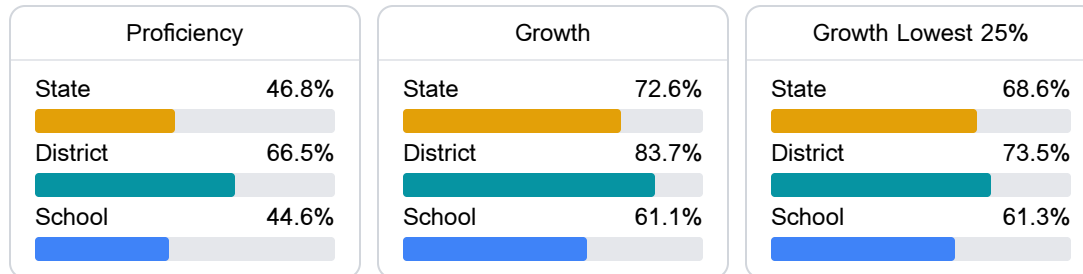 Proficiency
State 46.8%
District 66.5%
School 44.6%
Growth
State 72.6%
District 83.7%
School 61.1%
Growth Lowest 25%
State 68.6%
District 73.5%
School 61.3%